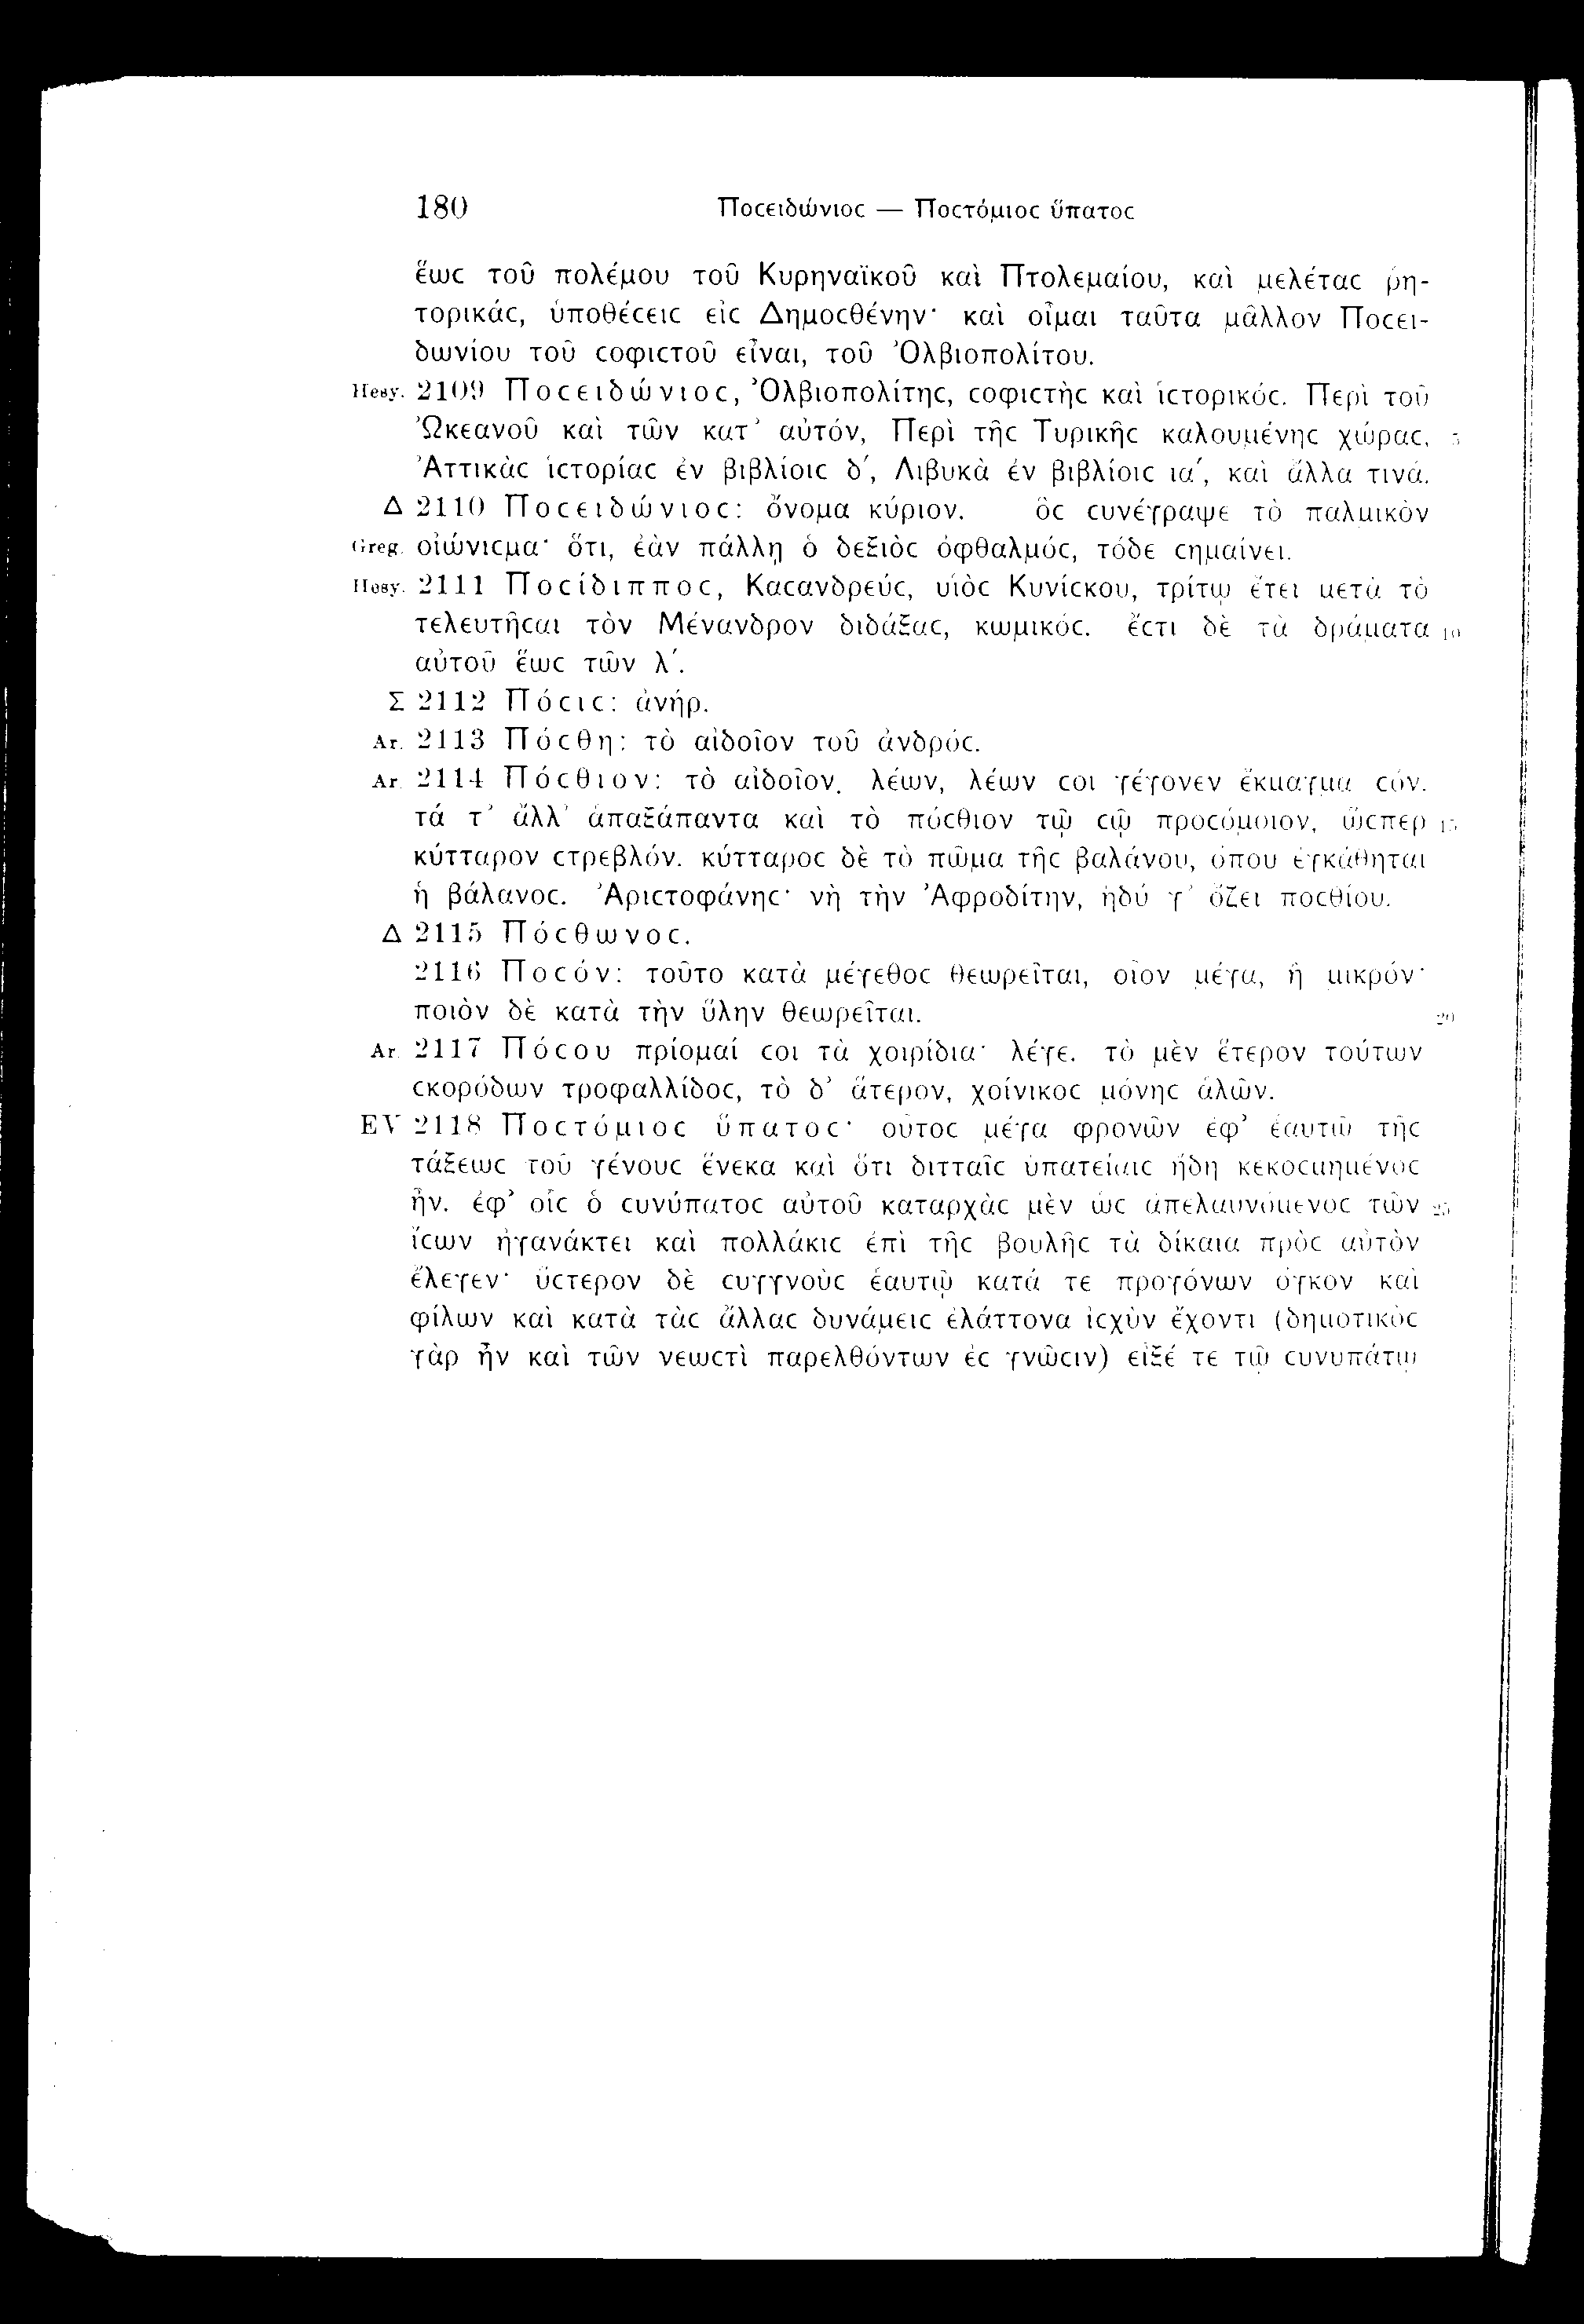 180 Ποϲειδώνιοϲ — Ποϲτόμιοϲ ὕπατοϲ
ἕωϲ τοῦ πολέμου τοῦ Κυρηναϊκοῦ καὶ Πτολεμαίου, καὶ μελέταϲ ῥη-
τορικάϲ, ὑποθέϲειϲ εἰϲ Δημοϲθένην· καὶ οἶμαι ταῦτα μᾶλλον Ποϲει-
δωνίου τοῦ ϲοφιϲτοῦ εἶναι, τοῦ Ὀλβιοπολίτου.
Hesy. 2109 Ποϲειδώνιοϲ, Ὀλβιοπολίτηϲ, ϲοφιϲτὴϲ καὶ ἱϲτορικόϲ. Περὶ τοῦ
Ὠκεανοῦ καὶ τῶν κατ’ αὐτόν, Περὶ τῆϲ Τυρικῆϲ καλουμένηϲ χώραϲ, 5
Ἀττικὰϲ ἱϲτορίαϲ ἐν βιβλίοιϲ δ′, Λιβυκὰ ἐν βιβλίοιϲ ια′, καὶ ἄλλα τινά.
Δ 2110 Ποϲειδώνιοϲ: ὄνομα κύριον. ὃϲ ϲυνέγραψε τὸ παλμικὸν
Greg. οἰώνιϲμα· ὅτι, ἐὰν πάλλῃ ὁ δεξιὸϲ ὀφθαλμόϲ, τόδε ϲημαίνει.
Hesy. 2111 Ποϲίδιπποϲ, Καϲανδρεύϲ, υἱὸϲ Κυνίϲκου, τρίτῳ ἔτει μετὰ τὸ
τελευτῆϲαι τὸν Μένανδρον διδάξαϲ, κωμικόϲ. ἔϲτι δὲ τὰ δράματα 10
αὐτοῦ ἕωϲ τῶν λ′.
Σ 2112 Πόϲιϲ: ἀνήρ.
Ar. 2113 Πόϲθη: τὸ αἰδοῖον τοῦ ἀνδρόϲ.
Ar. 2114 Πόϲθιον: τὸ αἰδοῖον. λέων, λέων ϲοι γέγονεν ἔκμαγμα ϲόν.
τά τ’ ἄλλ’ ἁπαξάπαντα καὶ τὸ πόϲθιον τῷ ϲῷ προϲόμοιον, ὥϲπερ 15
κύτταρον ϲτρεβλόν. κύτταροϲ δὲ τὸ πῶμα τῆϲ βαλάνου, ὅπου ἐγκάθηται
ἡ βάλανοϲ. Ἀριϲτοφάνηϲ· νὴ τὴν Ἀφροδίτην, ἡδύ γ’ ὄζει ποϲθίου.
Δ 2115 Πόϲθωνοϲ.
2116 Ποϲόν: τοῦτο κατὰ μέγεθοϲ θεωρεῖται, οἷον μέγα, ἢ μικρόν·
ποιὸν δὲ κατὰ τὴν ὕλην θεωρεῖται. 20
Ar. 2117 Πόϲου πρίομαί ϲοι τὰ χοιρίδια· λέγε. τὸ μὲν ἕτερον τούτων
ϲκορόδων τροφαλλίδοϲ, τὸ δ’ ἅτερον, χοίνικοϲ μόνηϲ ἁλῶν.
EV 2118 Ποϲτόμιοϲ ὕπατοϲ· οὗτοϲ μέγα φρονῶν ἐφ’ ἑαυτῷ τῆϲ
τάξεωϲ τοῦ γένουϲ ἕνεκα καὶ ὅτι διτταῖϲ ὑπατείαιϲ ἤδη κεκοϲμημένοϲ
ἦν. ἐφ’ οἷϲ ὁ ϲυνύπατοϲ αὐτοῦ καταρχὰϲ μὲν ὡϲ ἀπελαυνόμενοϲ τῶν 25
ἴϲων ἠγανάκτει καὶ πολλάκιϲ ἐπὶ τῆϲ βουλῆϲ τὰ δίκαια πρὸϲ αὐτὸν
ἔλεγεν· ὕϲτερον δὲ ϲυγγνοὺϲ ἑαυτῷ κατά τε προγόνων ὄγκον καὶ
φίλων καὶ κατὰ τὰϲ ἄλλαϲ δυνάμειϲ ἐλάττονα ἰϲχὺν ἔχοντι (δημοτικὸϲ
γὰρ ἦν καὶ τῶν νεωϲτὶ παρελθόντων ἐϲ γνῶϲιν) εἶξέ τε τῷ ϲυνυπάτῳ